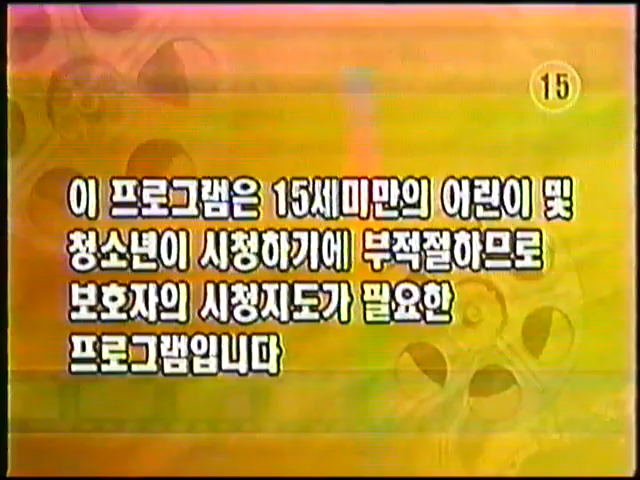 15
이 프로그램은 15세미만의 어린이 및
청소년이 시청하기에 부적절하므로
보호자의 시청지도가 필요한
프로그램입니다